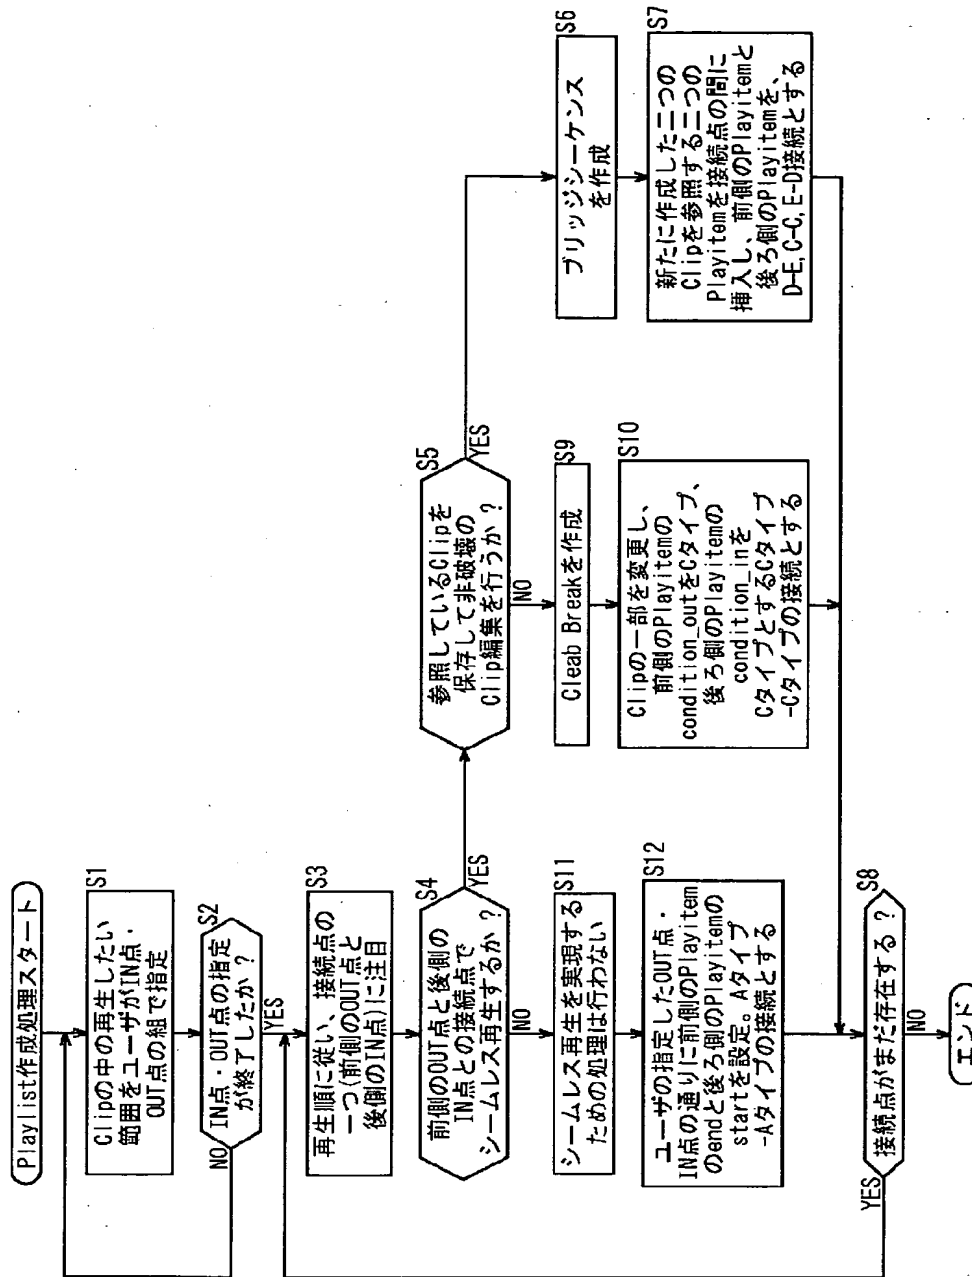 Playlist作成処理スタート
S1
Clipの中の再生したい
範囲をユーザがIN点・
OUT点の組で指定
S2
IN点・OUT点の指定
が終了したか？
NO
YES
S3
再生順に従い、接続点の
一つ(前側のOUT点と
後側のIN点)に注目
S4
前側のOUT点と後側の
IN点との接続点で
シームレス再生するか？
YES
NO
S5
参照しているClipを
保存して非破壊の
Clip編集を行うか？
YES
NO
S6
ブリッジシーケンス
を作成
S7
新たに作成した二つの
Clipを参照する二つの
Playitemを接続点の間に
挿入し、前側のPlayitemと
後ろ側のPlayitemを、
D-E,C-C,E-D接続とする
S9
Cleab Breakを作成
S10
Clipの一部を変更し、
前側のPlayitemの
condition_outをCタイプ、
後ろ側のPlayitemの
condition_inを
CタイプとするCタイプ
-Cタイプの接続とする
S11
シームレス再生を実現する
ための処理は行わない
S12
ユーザの指定したOUT点・
IN点の通りに前側のPlayitem
のendと後ろ側のPlayitemの
startを設定。Aタイプ
-Aタイプの接続とする
S8
接続点がまだ存在する？
YES
NO
エンド